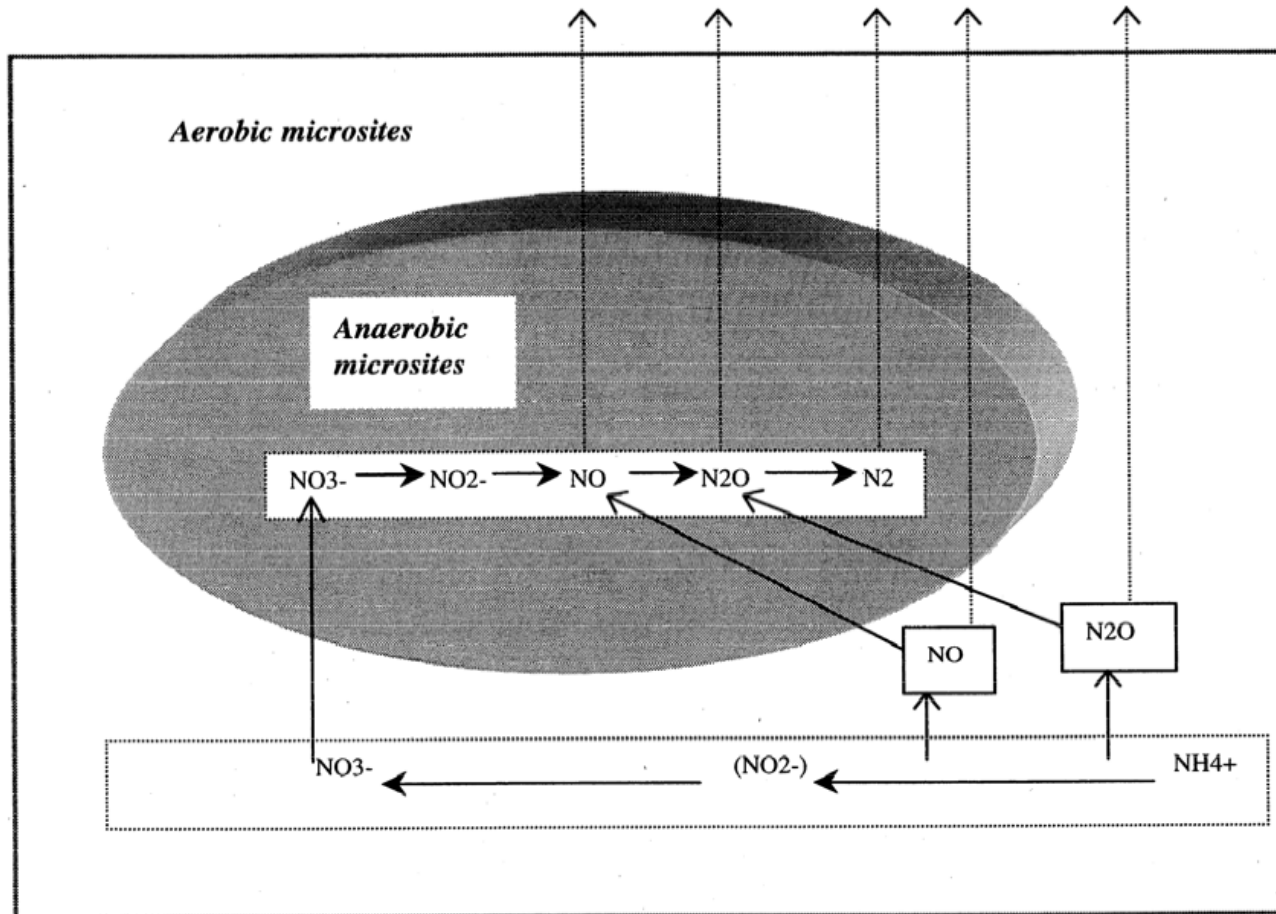 Aerobic microsites
Anaerobic
microsites
NO3- NO2- NO N2O N2
N2O
NO
NO3- (NO2-) NH4+